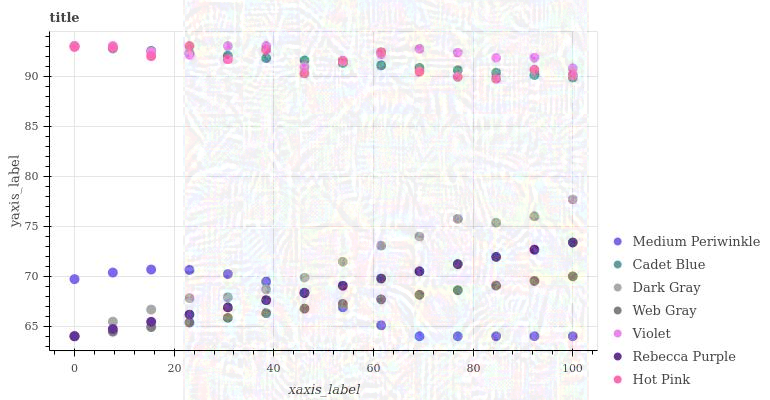 title
95
90
85
80
75
70
65
yaxis_label
0 20 40 60 80 100
xaxis_label
Medium Periwinkle
Cadet Blue
Dark Gray
Web Gray
Violet
Rebecca Purple
Hot Pink